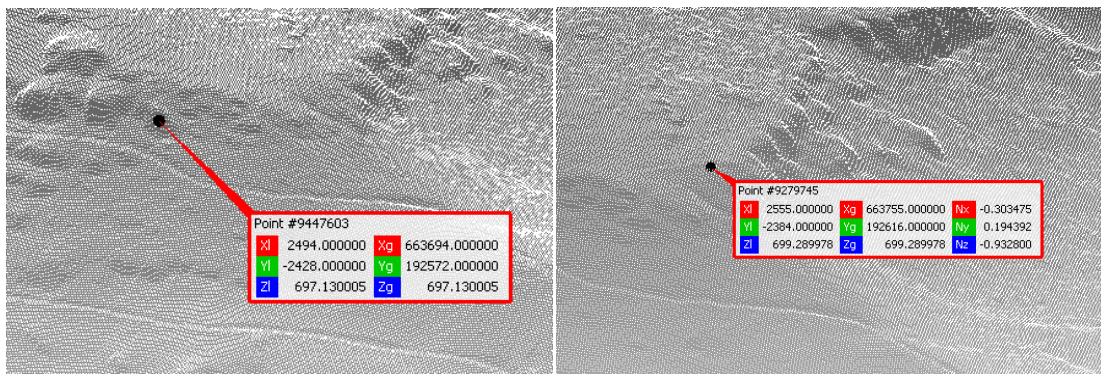 Point #9447603
Xl 2494.000000 Xg 663694.000000
Yl -2428.000000 Yg 192572.000000
Zl 697.130005 Zg 697.130005
Point #9279745
Xl 2555.000000 Xg 663755.000000 Nx -0.303475
Yl -2384.000000 Yg 192616.000000 Ny 0.194392
Zl 699.289978 Zg 699.289978 Nz -0.932800